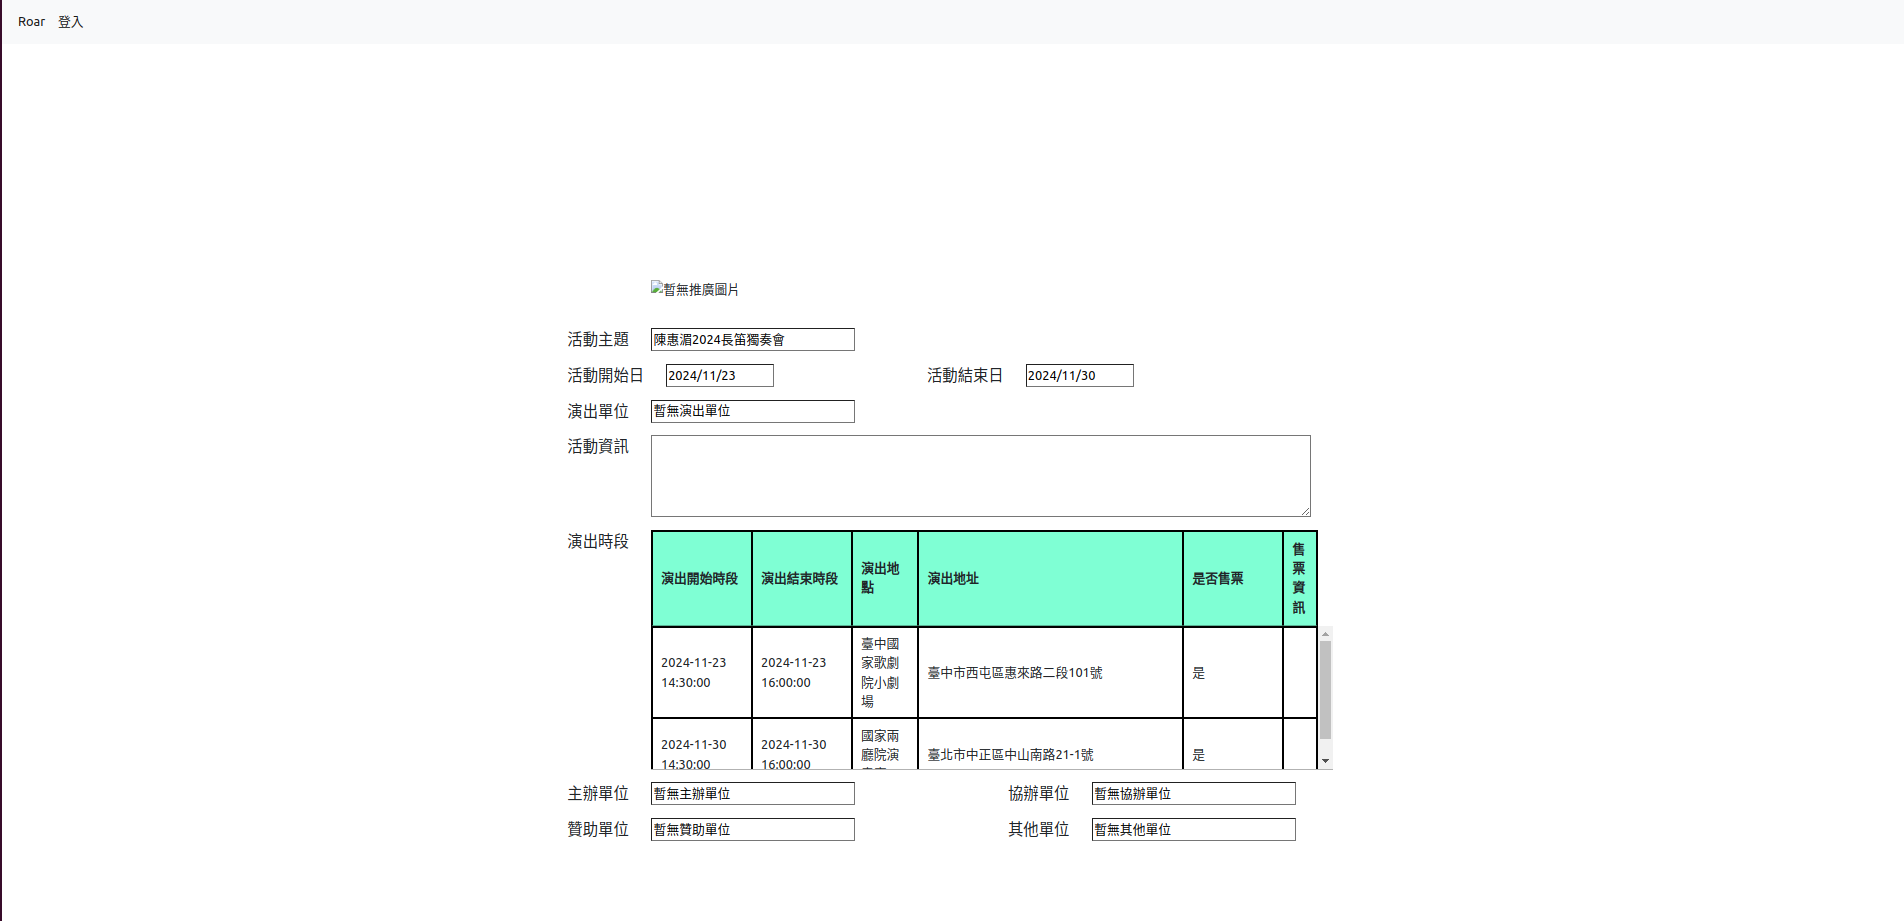 Roar 登入
暫無推廣圖片
活動主題 陳惠湄2024長笛獨奏會
活動開始日 2024/11/23 活動結束日 2024/11/30
演出單位 暫無演出單位
活動資訊
演出時段
演出開始時段 演出結束時段 演出地點 演出地址 是否售票 售票資訊
2024-11-23 14:30:00 2024-11-23 16:00:00 臺中國家歌劇院小劇場 臺中市西屯區惠來路二段101號 是
2024-11-30 14:30:00 2024-11-30 16:00:00 國家兩廳院演 臺北市中正區中山南路21-1號 是
主辦單位 暫無主辦單位 協辦單位 暫無協辦單位
贊助單位 暫無贊助單位 其他單位 暫無其他單位